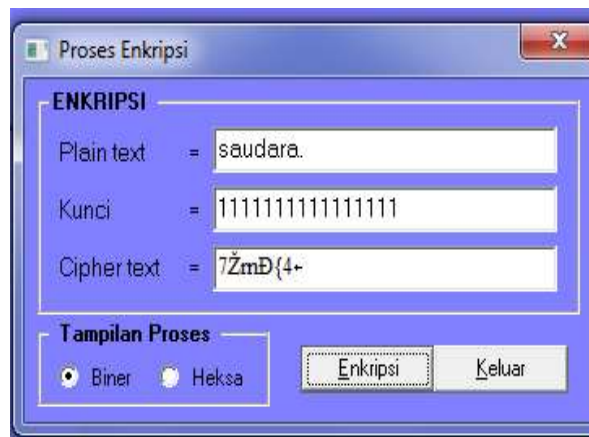 Proses Enkripsi
ENKRIPSI
Plain text = saudara.
Kunci = 1111111111111111
Cipher text = 7ŽmÐ{4←
Tampilan Proses
Biner Heksa
Enkripsi Keluar